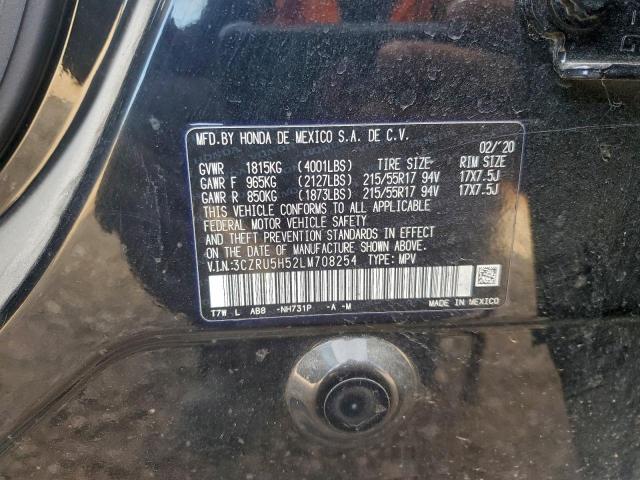 MFD.BY HONDA DE MEXICO S.A. DE C.V.
02/'20
GVWR 1815KG (4001LBS) TIRE SIZE RIM SIZE
GAWR F 965KG (2127LBS) 215/55R17 94V 17X7.5J
GAWR R 850KG (1873LBS) 215/55R17 94V 17X7.5J
THIS VEHICLE CONFORMS TO ALL APPLICABLE
FEDERAL MOTOR VEHICLE SAFETY
AND THEFT PREVENTION STANDARDS IN EFFECT
ON THE DATE OF MANUFACTURE SHOWN ABOVE.
V.I.N:3CZRU5H52LM708254 TYPE: MPV
T7W L AB8 -NH731P -A -M MADE IN MEXICO